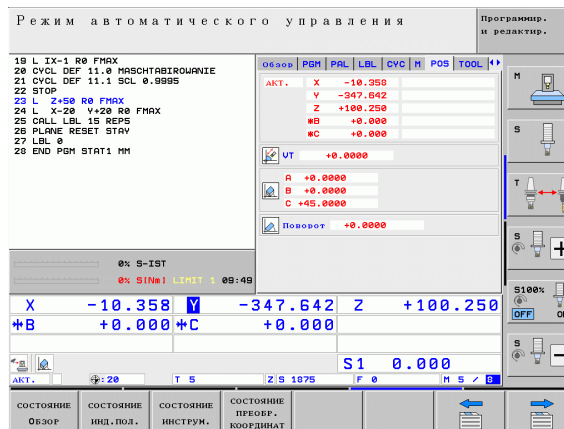 Режим автоматического управления
Программир.
и редактир.
19 L IX-1 R0 FMAX
20 CYCL DEF 11.0 MASCHTABIROWANIE
21 CYCL DEF 11.1 SCL 0.9995
22 STOP
23 L Z+50 R0 FMAX
24 L X-20 Y+20 R0 FMAX
25 CALL LBL 15 REP5
26 PLANE RESET STAY
27 LBL 0
28 END PGM STAT1 MM
Обзор PGM PAL LBL CYC M POS TOOL
АКТ. X -10.358
Y -347.642
Z +100.250
*B +0.000
*C +0.000
VT +0.0000
A +0.0000
B +0.0000
C +45.0000
Поворот +0.0000
0% S-IST
0% S[Nm] LIMIT 1 09:49
X -10.358 Y -347.642 Z +100.250
*B +0.000 *C +0.000
S1 0.000
АКТ. : 20 T 5 Z S 1875 F 0 M 5 / 8
M
S
T
S
S100%
OFF
S
СОСТОЯНИЕ ОБЗОР
СОСТОЯНИЕ ИНД.ПОЛ.
СОСТОЯНИЕ ИНСТРУМ.
СОСТОЯНИЕ ПРЕОБР. КООРДИНАТ